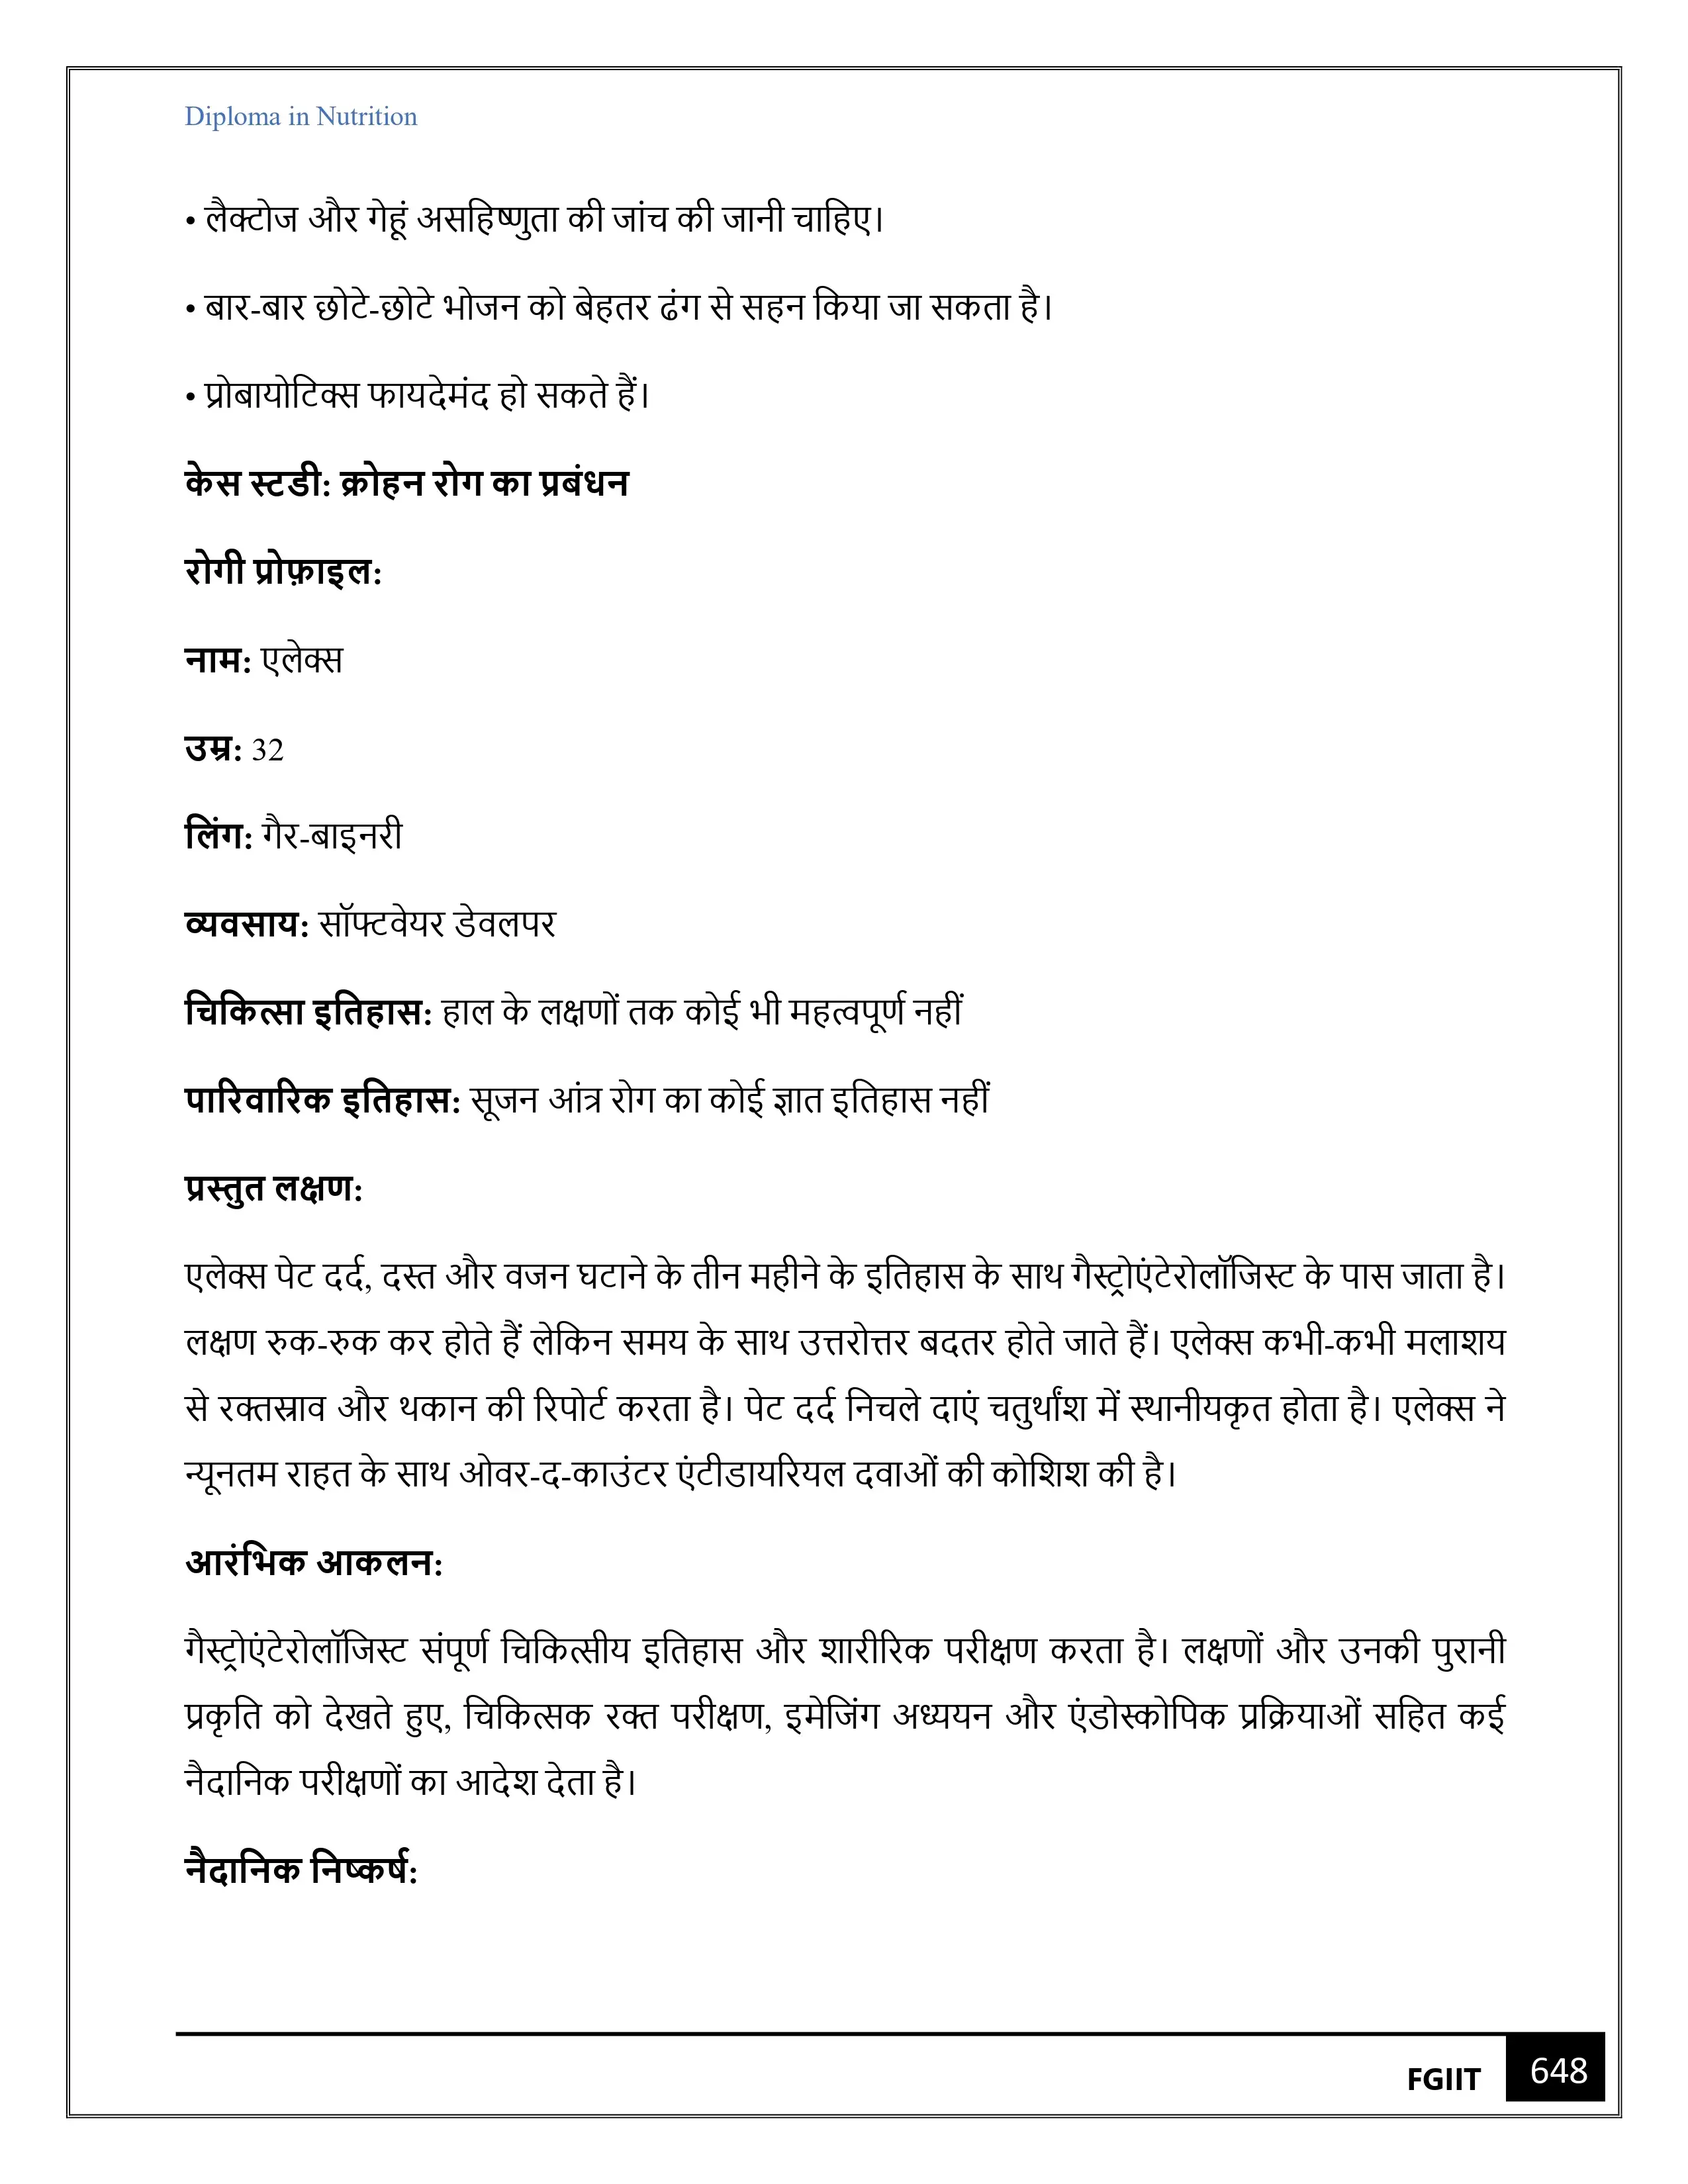 Diploma in Nutrition
• लैक्टोज और गेहूं असहिष्णुता की जांच की जानी चाहिए।
• बार-बार छोटे-छोटे भोजन को बेहतर ढंग से सहन किया जा सकता है।
• प्रोबायोटिक्स फायदेमंद हो सकते हैं।
केस स्टडी: क्रोहन रोग का प्रबंधन
रोगी प्रोफ़ाइल:
नाम: एलेक्स
उम्र: 32
लिंग: गैर-बाइनरी
व्यवसाय: सॉफ्टवेयर डेवलपर
चिकित्सा इतिहास: हाल के लक्षणों तक कोई भी महत्वपूर्ण नहीं
पारिवारिक इतिहास: सूजन आंत्र रोग का कोई ज्ञात इतिहास नहीं
प्रस्तुत लक्षण:
एलेक्स पेट दर्द, दस्त और वजन घटाने के तीन महीने के इतिहास के साथ गैस्ट्रोएंटेरोलॉजिस्ट के पास जाता है।
लक्षण रुक-रुक कर होते हैं लेकिन समय के साथ उत्तरोत्तर बदतर होते जाते हैं। एलेक्स कभी-कभी मलाशय
से रक्तस्राव और थकान की रिपोर्ट करता है। पेट दर्द निचले दाएं चतुर्थांश में स्थानीयकृत होता है। एलेक्स ने
न्यूनतम राहत के साथ ओवर-द-काउंटर एंटीडायरियल दवाओं की कोशिश की है।
आरंभिक आकलन:
गैस्ट्रोएंटेरोलॉजिस्ट संपूर्ण चिकित्सीय इतिहास और शारीरिक परीक्षण करता है। लक्षणों और उनकी पुरानी
प्रकृति को देखते हुए, चिकित्सक रक्त परीक्षण, इमेजिंग अध्ययन और एंडोस्कोपिक प्रक्रियाओं सहित कई
नैदानिक परीक्षणों का आदेश देता है।
नैदानिक निष्कर्ष:
FGIIT 648